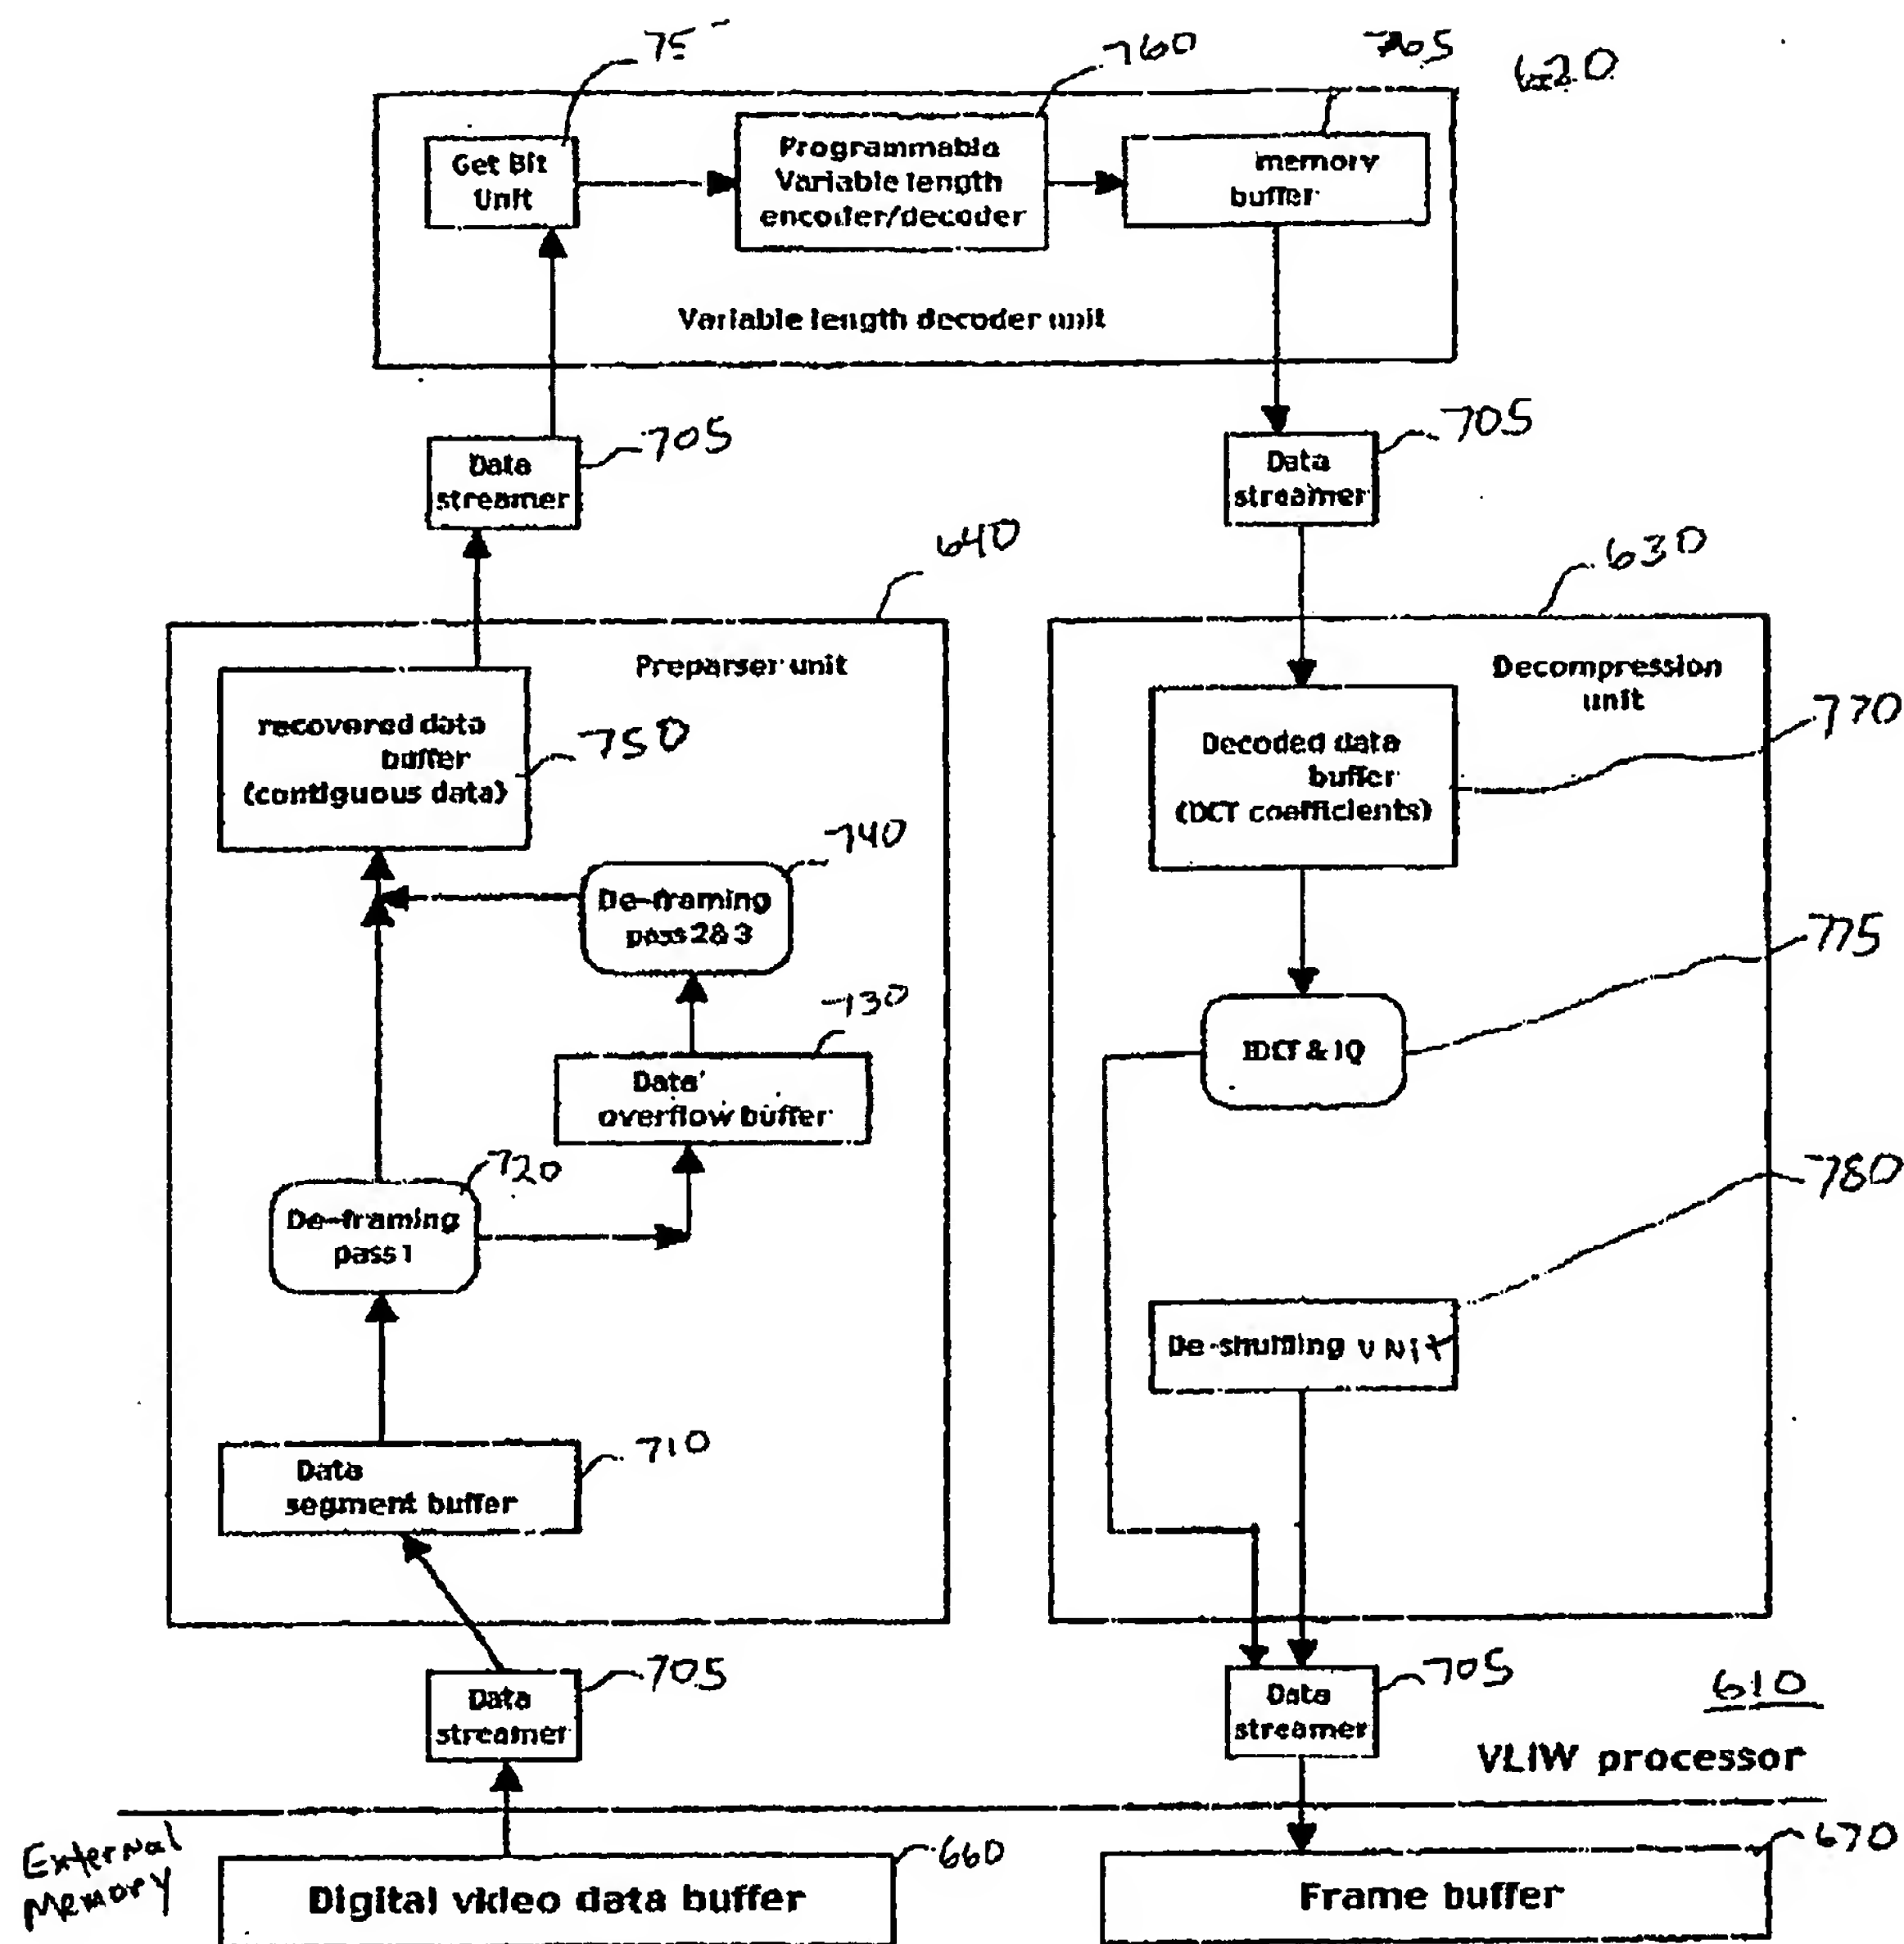 75
760
765
620
Get Bit
Unit
Programmable
Variable length
encoder/decoder
memory
buffer
Variable length decoder unit
Data
streamer
705
Data
streamer
705
640
630
Preparser unit
recovered data
buffer
(contiguous data)
750
Decompression
unit
Decoded data
buffer
(DCT coefficients)
770
740
De-framing
pass 2& 3
730
Data
overflow buffer
775
IDCT & IQ
720
De-framing
pass 1
780
De-shuffling UNit
710
Data
segment buffer
Data
streamer
705
Data
streamer
705
610
VLIW processor
External
Memory
Digital video data buffer
660
Frame buffer
670